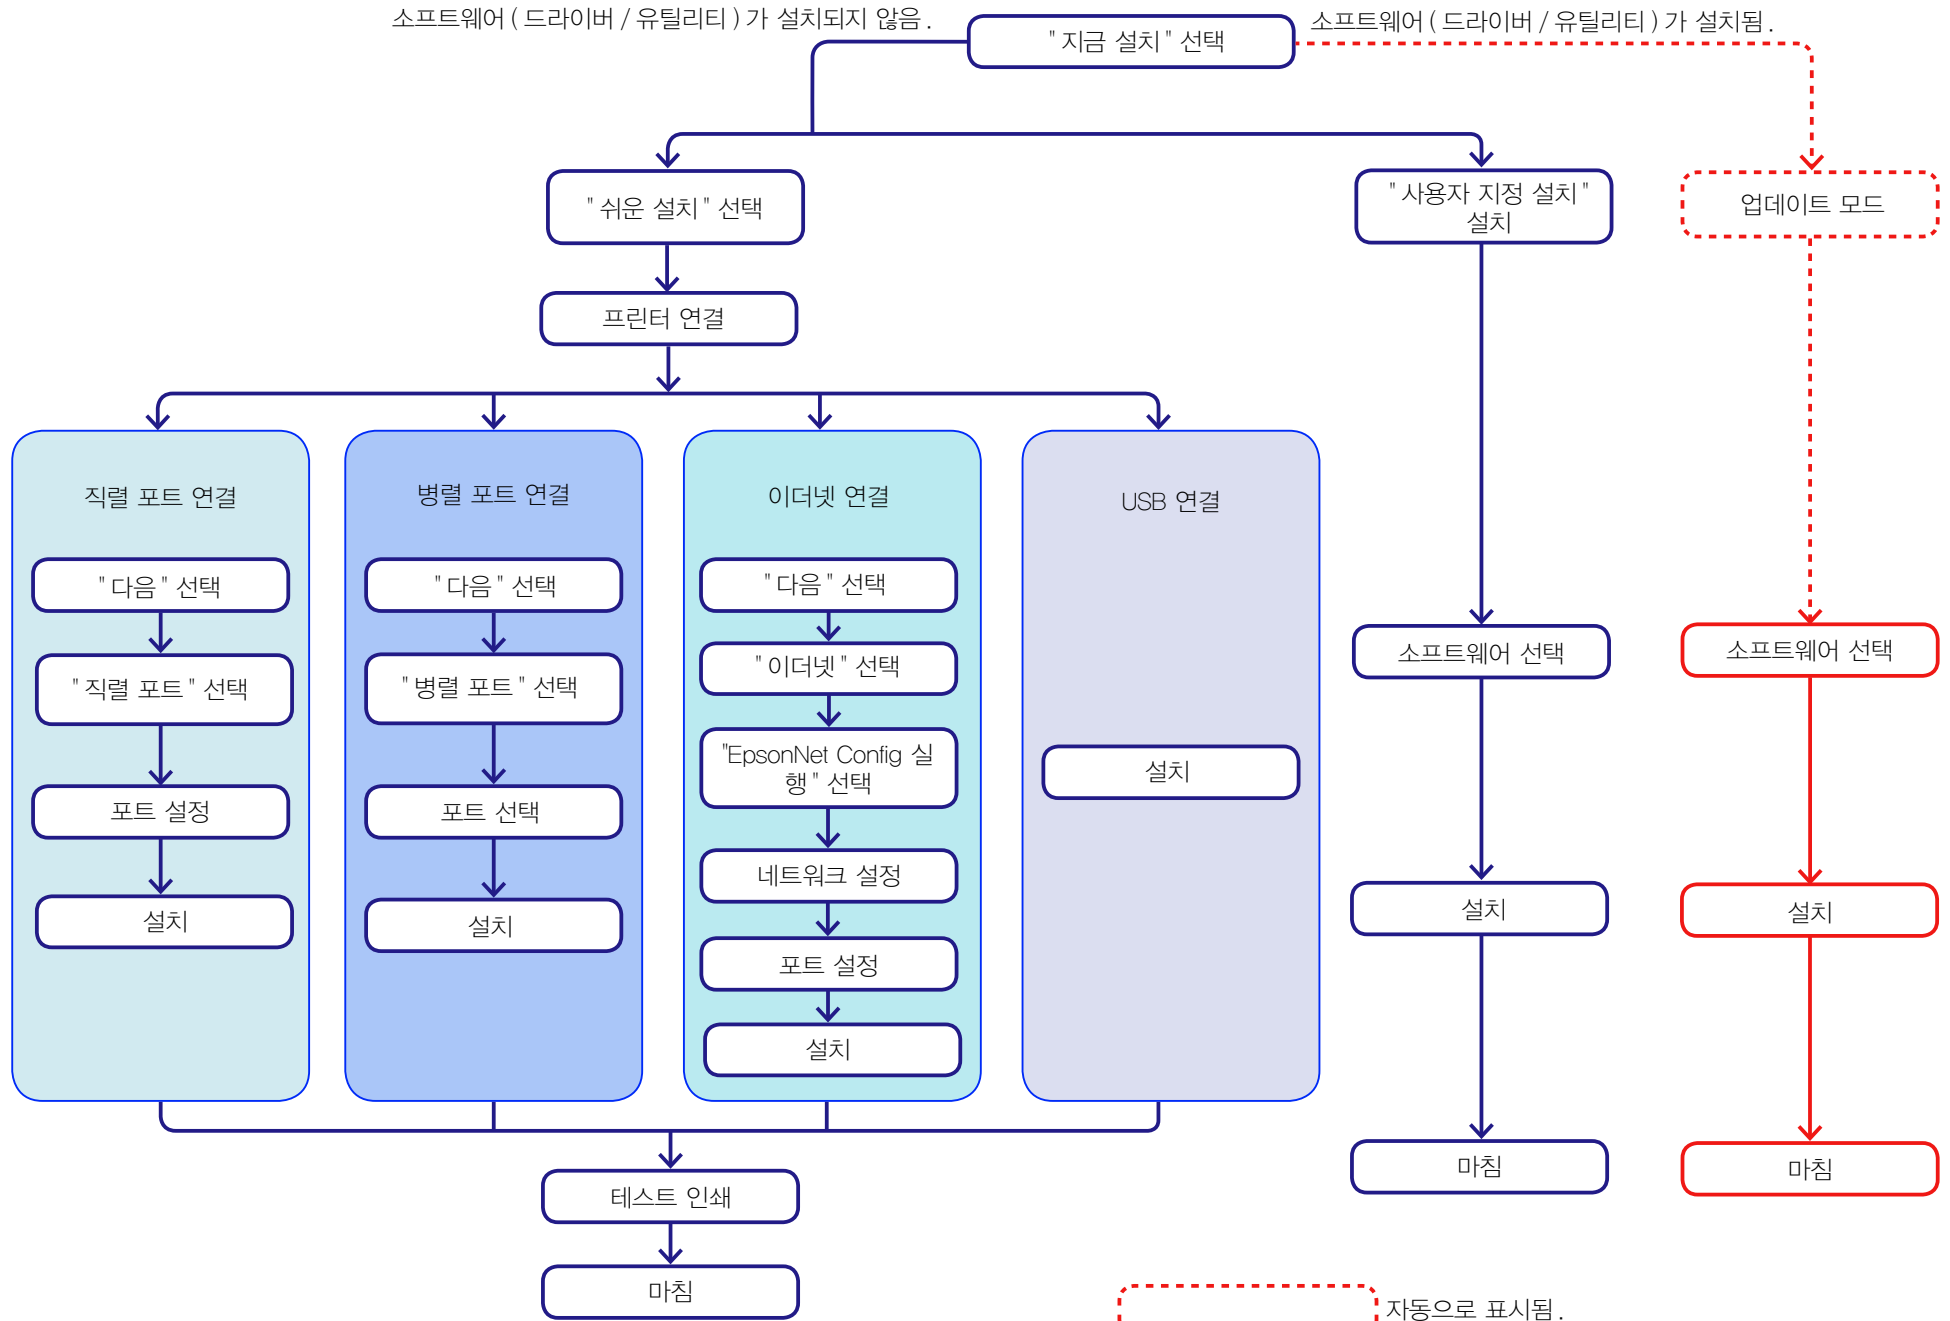 소프트웨어 ( 드라이버 / 유틸리티 ) 가 설치되지 않음 .
" 지금 설치 " 선택
소프트웨어 ( 드라이버 / 유틸리티 ) 가 설치됨 .
" 쉬운 설치 " 선택
" 사용자 지정 설치 "
설치
업데이트 모드
프린터 연결
직렬 포트 연결
" 다음 " 선택
" 직렬 포트 " 선택
포트 설정
설치
병렬 포트 연결
" 다음 " 선택
" 병렬 포트 " 선택
포트 선택
설치
이더넷 연결
" 다음 " 선택
" 이더넷 " 선택
"EpsonNet Config 실
행 " 선택
네트워크 설정
포트 설정
설치
USB 연결
설치
소프트웨어 선택
설치
마침
소프트웨어 선택
설치
마침
테스트 인쇄
마침
자동으로 표시됨 .